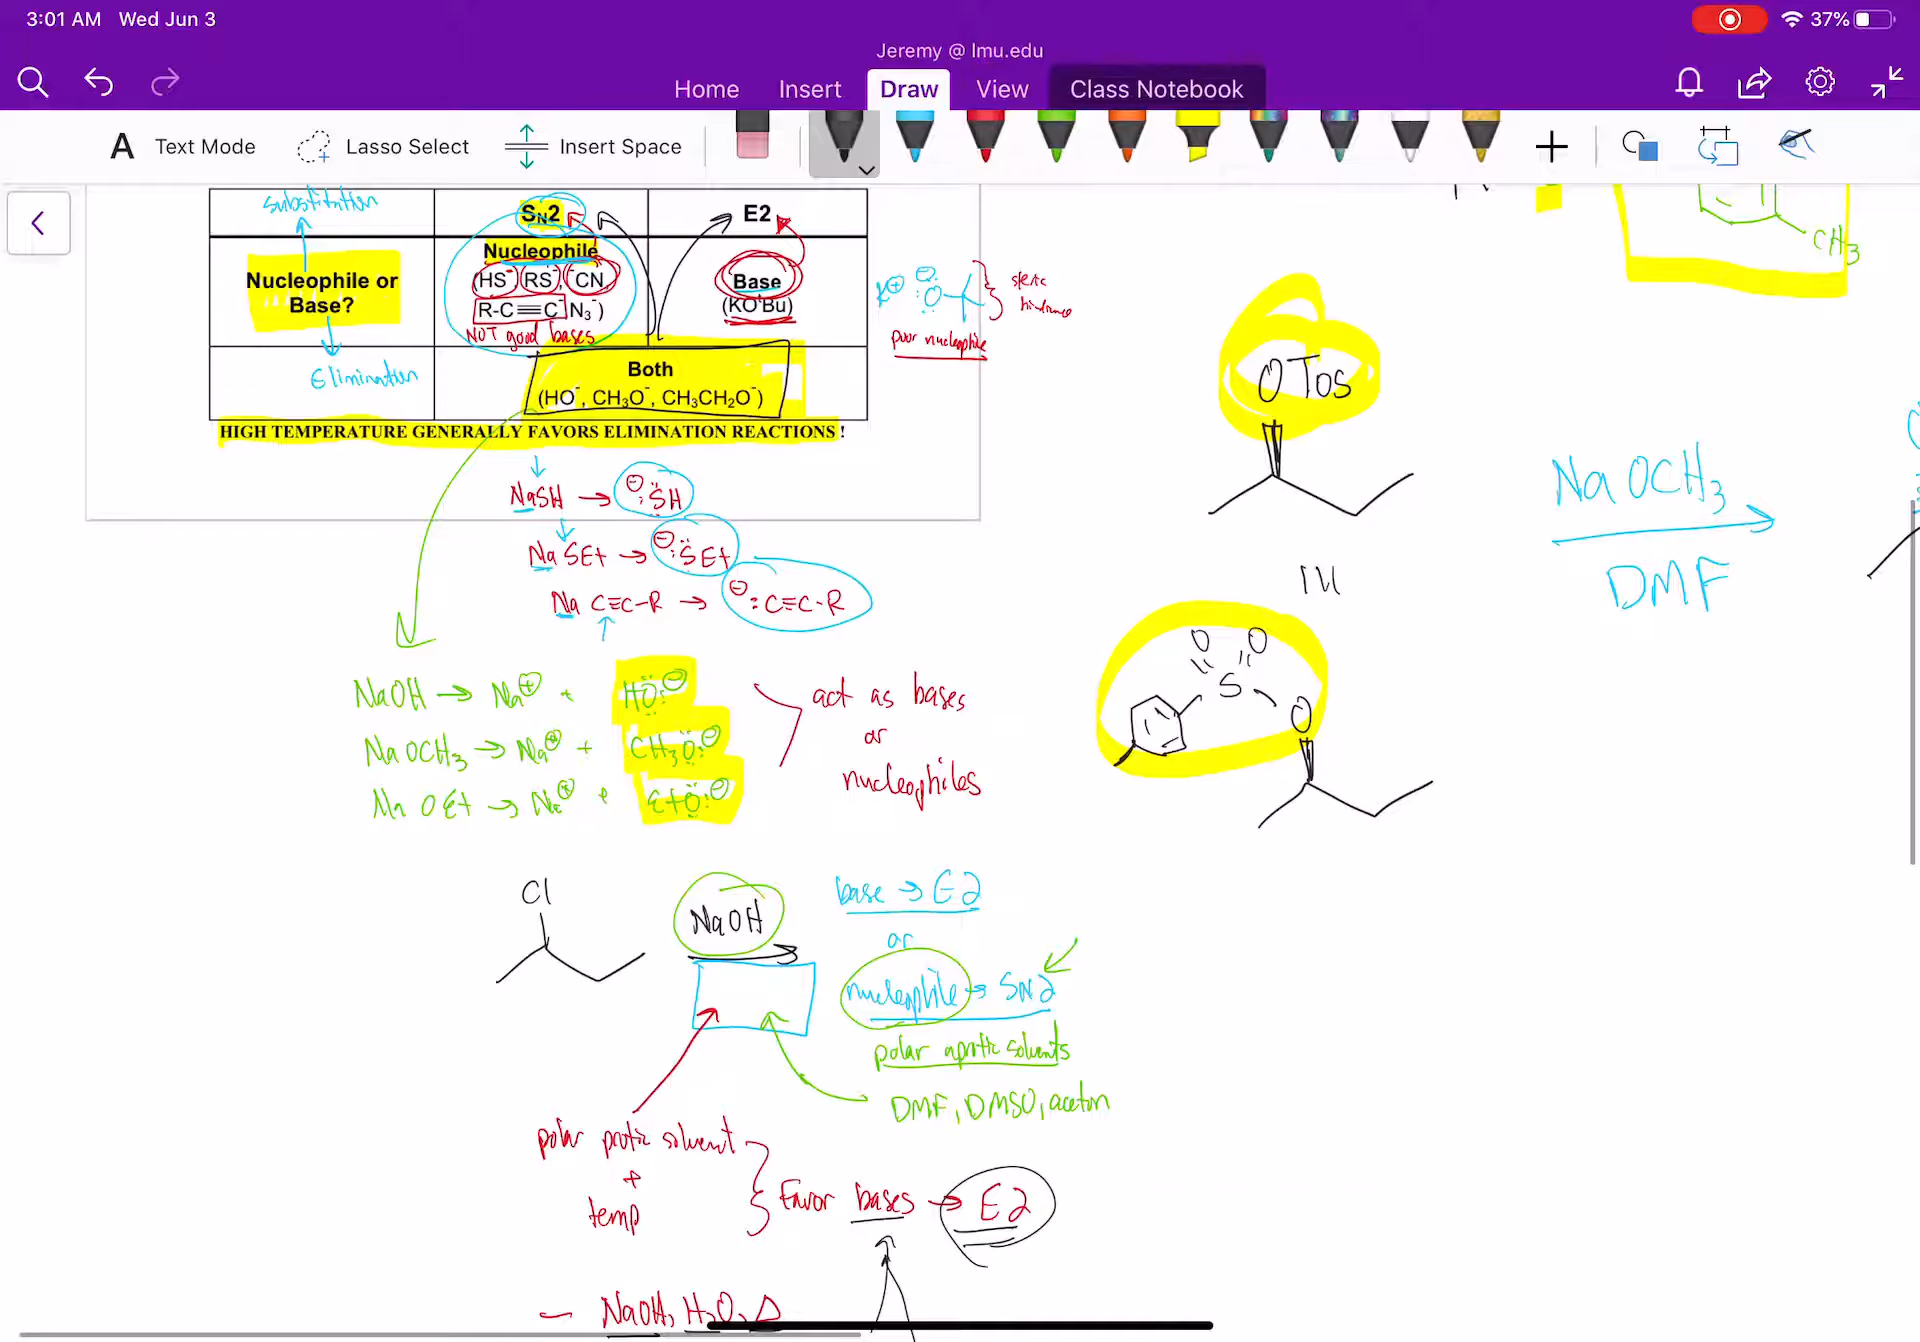 3:01 AM Wed Jun 3
37%
Jeremy @ lmu.edu
Home Insert Draw View Class Notebook
A Text Mode Lasso Select Insert Space
substitution
SN2
E2
Nucleophile or
Base?
Nucleophile
(HS⁻, RS⁻, ⁻CN
R-C≡C⁻ N₃⁻)
NOT good bases
Base
(KOᵗBu)
Elimination
Both
(HO⁻, CH₃O⁻, CH₃CH₂O⁻)
HIGH TEMPERATURE GENERALLY FAVORS ELIMINATION REACTIONS !
K⊕ ⊖:O
steric
hindrance
poor nucleophile
NaSH → ⊖:SH
NaSEt → ⊖:SEt
Na C≡C-R → ⊖:C≡C-R
NaOH → Na⊕ + HO:⊖
NaOCH₃ → Na⊕ + CH₃O:⊖
Na OEt → Na⊕ + EtO:⊖
act as bases
or
nucleophiles
Cl
NaOH
base → E2
or
nucleophile → SN2
polar aprotic solvents
DMF, DMSO, aceton
polar protic solvent
+
temp
Favor bases → E2
- NaOH, H₂O, Δ
CH₃
OTos
NaOCH₃
DMF
O O
S
O